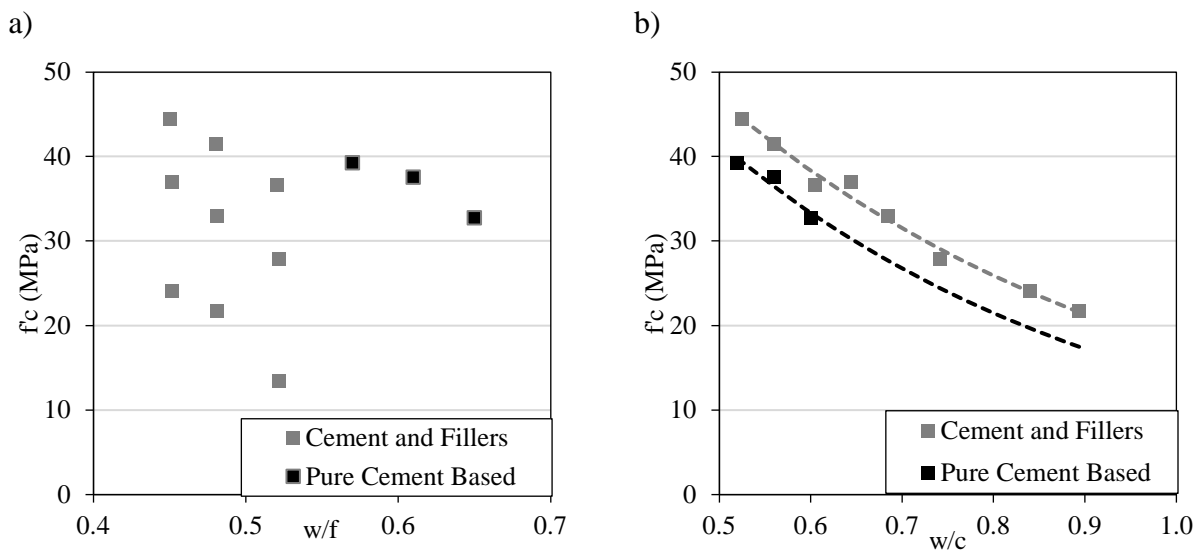 a)
50
40
30
20
10
0
f'c (MPa)
0.4 0.5 0.6 0.7
w/f
Cement and Fillers
Pure Cement Based
b)
50
40
30
20
10
0
f'c (MPa)
0.5 0.6 0.7 0.8 0.9 1.0
w/c
Cement and Fillers
Pure Cement Based